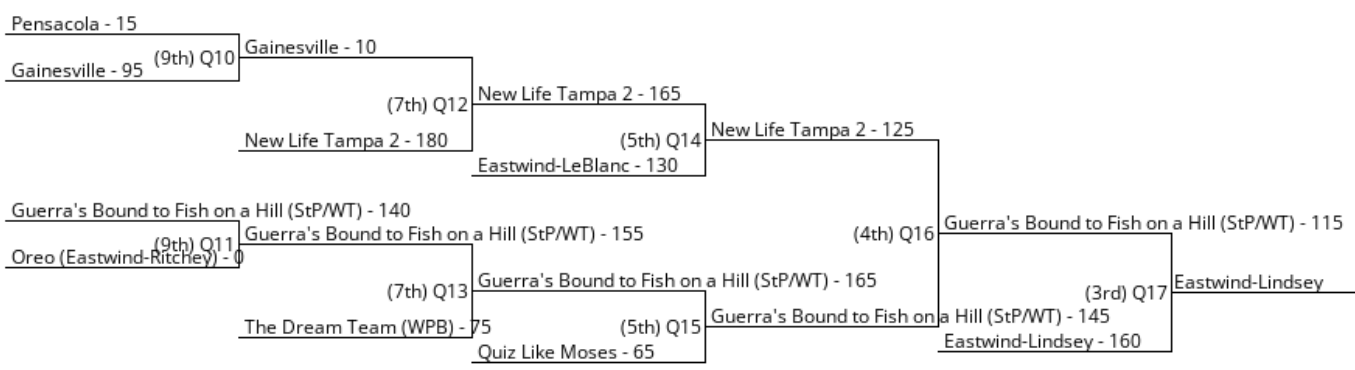 Pensacola - 15
(9th) Q10
Gainesville - 95
Gainesville - 10
(7th) Q12
New Life Tampa 2 - 180
New Life Tampa 2 - 165
(5th) Q14
Eastwind-LeBlanc - 130
New Life Tampa 2 - 125
Guerra's Bound to Fish on a Hill (StP/WT) - 140
(9th) Q11
Oreo (Eastwind-Ritchey) - 0
Guerra's Bound to Fish on a Hill (StP/WT) - 155
(7th) Q13
The Dream Team (WPB) - 75
Guerra's Bound to Fish on a Hill (StP/WT) - 165
(5th) Q15
Quiz Like Moses - 65
Guerra's Bound to Fish on a Hill (StP/WT) - 145
(4th) Q16
Guerra's Bound to Fish on a Hill (StP/WT) - 115
(3rd) Q17
Eastwind-Lindsey - 160
Eastwind-Lindsey